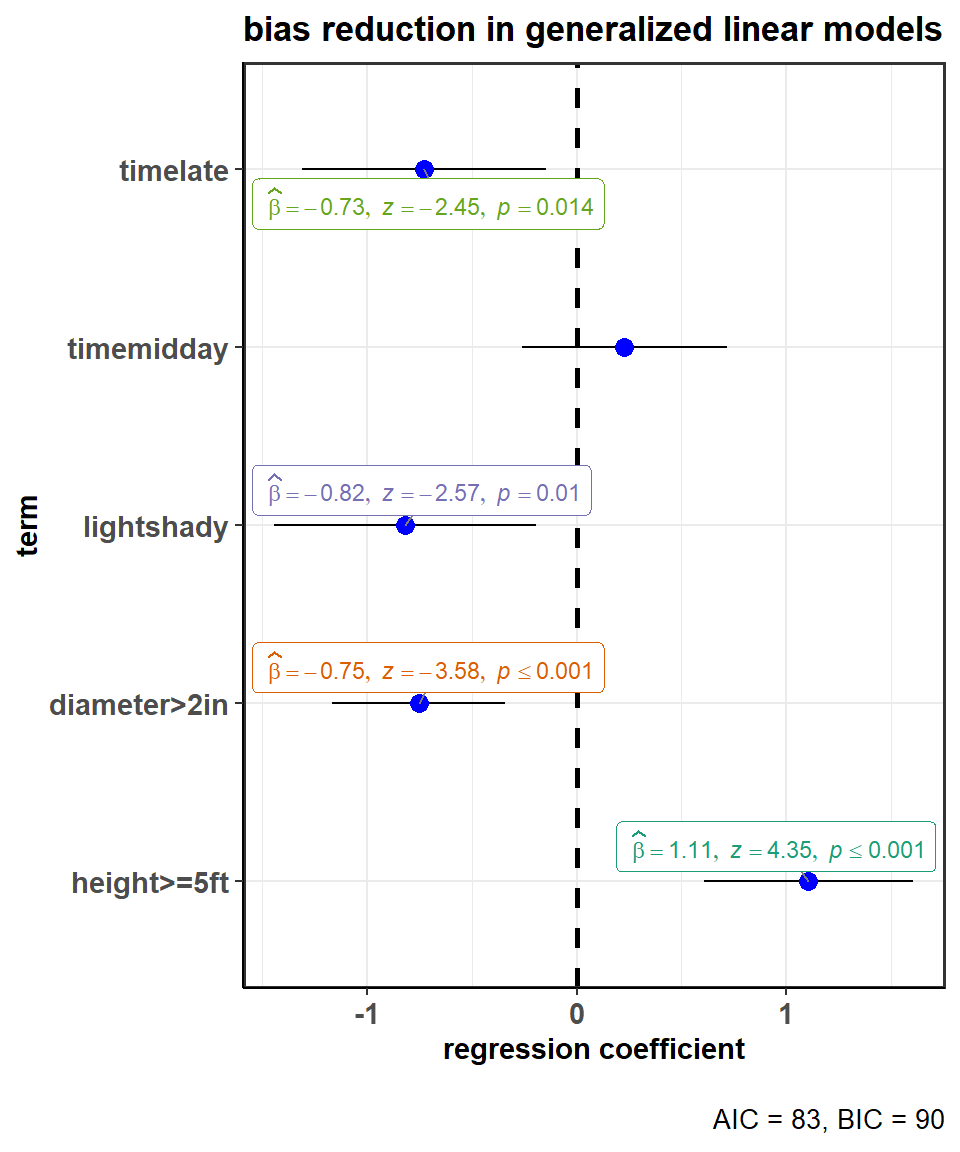 bias reduction in generalized linear models
timelate
β̂ = −0.73, z = −2.45, p = 0.014
timemidday
β̂ = −0.82, z = −2.57, p = 0.01
lightshady
β̂ = −0.75, z = −3.58, p ≤ 0.001
diameter>2in
β̂ = 1.11, z = 4.35, p ≤ 0.001
height>=5ft
term
-1 0 1
regression coefficient
AIC = 83, BIC = 90